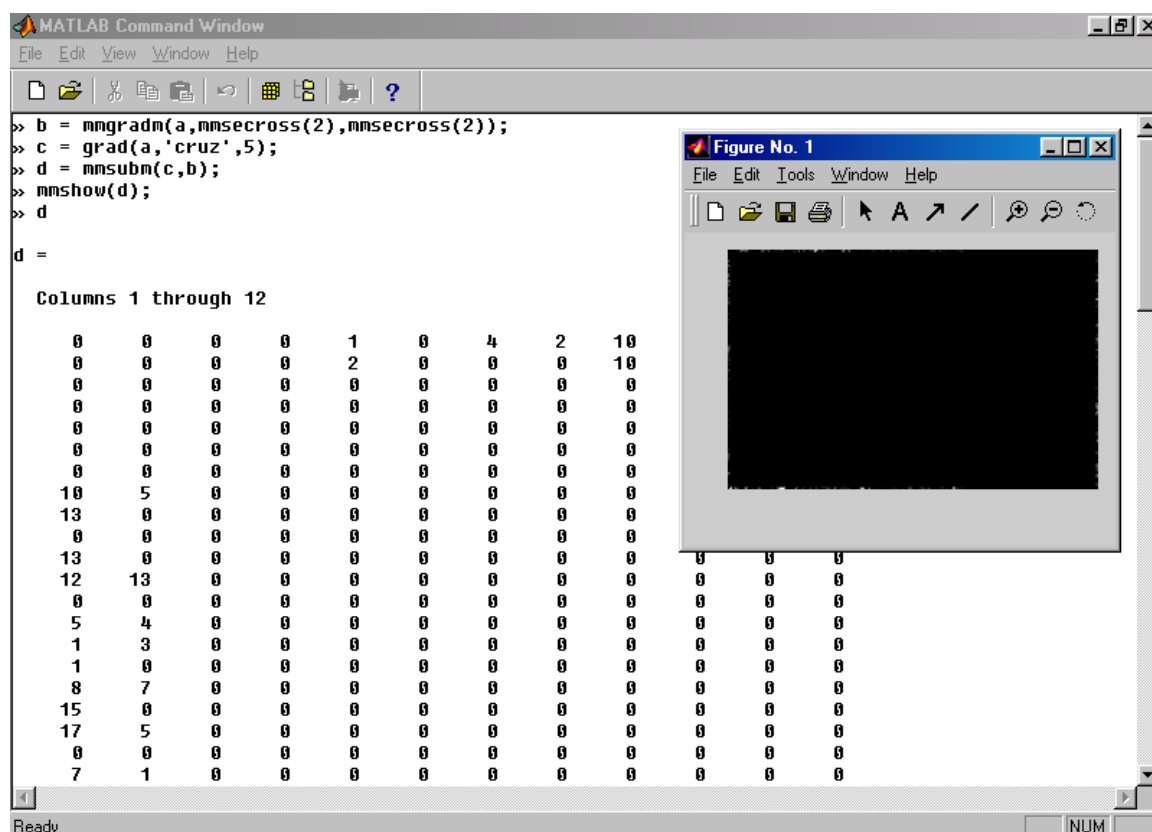 MATLAB Command Window
File Edit View Window Help
» b = mmgradm(a,mmsecross(2),mmsecross(2));
» c = grad(a,'cruz',5);
» d = mmsubm(c,b);
» mmshow(d);
» d
d =
Columns 1 through 12
0 0 0 0 1 0 4 2 10
0 0 0 0 2 0 0 0 10
0 0 0 0 0 0 0 0 0
0 0 0 0 0 0 0 0 0
0 0 0 0 0 0 0 0 0
0 0 0 0 0 0 0 0 0
0 0 0 0 0 0 0 0 0
10 5 0 0 0 0 0 0 0
13 0 0 0 0 0 0 0 0
0 0 0 0 0 0 0 0 0
13 0 0 0 0 0 0 0 0 0 0 0
12 13 0 0 0 0 0 0 0 0 0 0
0 0 0 0 0 0 0 0 0 0 0 0
5 4 0 0 0 0 0 0 0 0 0 0
1 3 0 0 0 0 0 0 0 0 0 0
1 0 0 0 0 0 0 0 0 0 0 0
8 7 0 0 0 0 0 0 0 0 0 0
15 0 0 0 0 0 0 0 0 0 0 0
17 5 0 0 0 0 0 0 0 0 0 0
0 0 0 0 0 0 0 0 0 0 0 0
7 1 0 0 0 0 0 0 0 0 0 0
Figure No. 1
File Edit Tools Window Help
A
Ready NUM